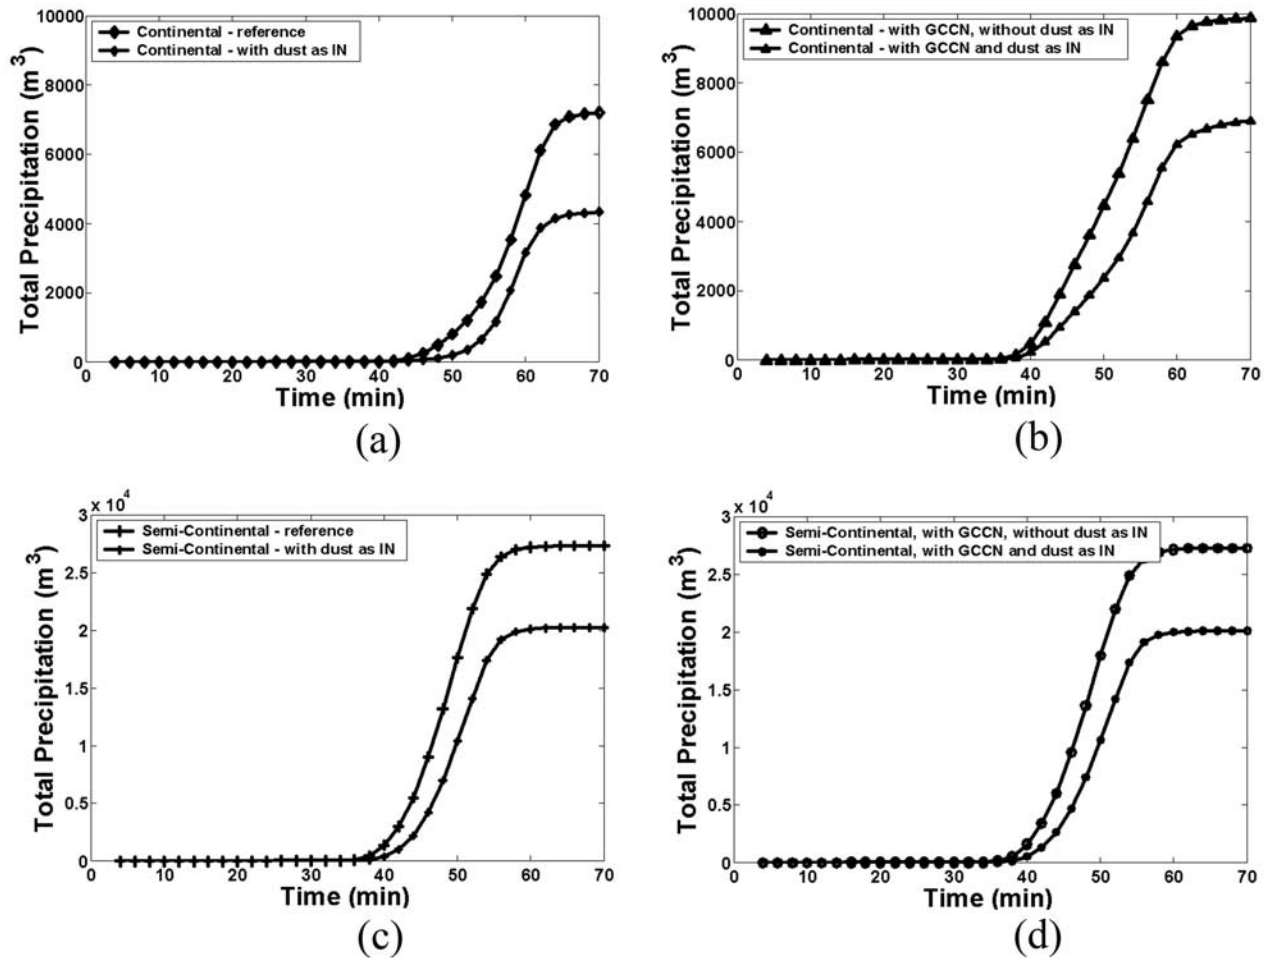 10000
8000
6000
4000
2000
0
Total Precipitation (m3)
Continental - reference
Continental - with dust as IN
0 10 20 30 40 50 60 70
Time (min)
(a)
10000
8000
6000
4000
2000
0
Total Precipitation (m3)
Continental - with GCCN, without dust as IN
Continental - with GCCN and dust as IN
0 10 20 30 40 50 60 70
Time (min)
(b)
x 10^4
3
2.5
2
1.5
1
0.5
0
Total Precipitation (m3)
Semi-Continental - reference
Semi-Continental - with dust as IN
0 10 20 30 40 50 60 70
Time (min)
(c)
x 10^4
3
2.5
2
1.5
1
0.5
0
Total Precipitation (m3)
Semi-Continental, with GCCN, without dust as IN
Semi-Continental, with GCCN and dust as IN
0 10 20 30 40 50 60 70
Time (min)
(d)